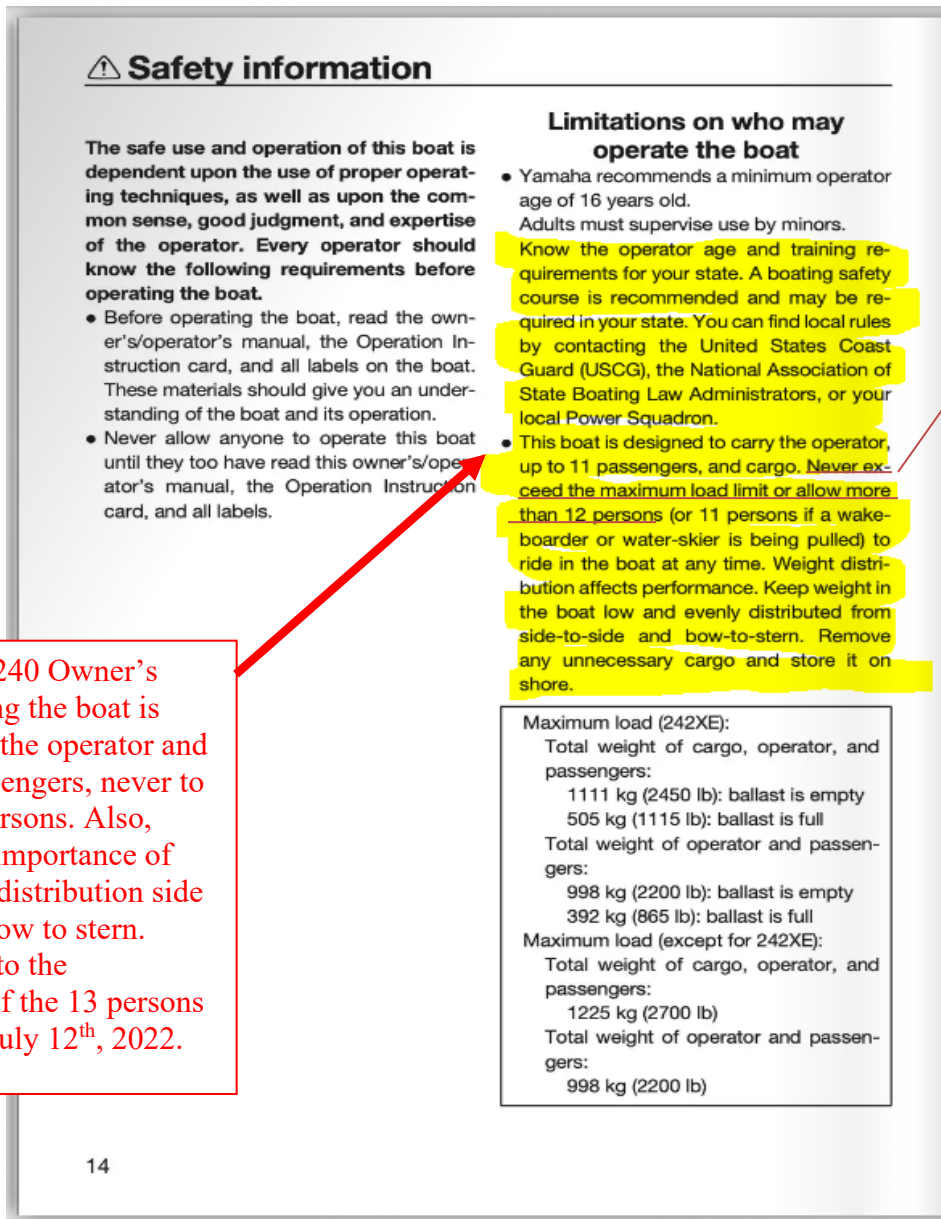 ⚠ Safety information
The safe use and operation of this boat is
dependent upon the use of proper operat-
ing techniques, as well as upon the com-
mon sense, good judgment, and expertise
of the operator. Every operator should
know the following requirements before
operating the boat.
● Before operating the boat, read the own-
er's/operator's manual, the Operation In-
struction card, and all labels on the boat.
These materials should give you an under-
standing of the boat and its operation.
● Never allow anyone to operate this boat
until they too have read this owner's/oper-
ator's manual, the Operation Instruction
card, and all labels.
240 Owner's
ng the boat is
the operator and
sengers, never to
rsons. Also,
importance of
distribution side
ow to stern.
to the
f the 13 persons
uly 12th, 2022.
Limitations on who may
operate the boat
● Yamaha recommends a minimum operator
age of 16 years old.
Adults must supervise use by minors.
Know the operator age and training re-
quirements for your state. A boating safety
course is recommended and may be re-
quired in your state. You can find local rules
by contacting the United States Coast
Guard (USCG), the National Association of
State Boating Law Administrators, or your
local Power Squadron.
● This boat is designed to carry the operator,
up to 11 passengers, and cargo. Never ex-
ceed the maximum load limit or allow more
than 12 persons (or 11 persons if a wake-
boarder or water-skier is being pulled) to
ride in the boat at any time. Weight distri-
bution affects performance. Keep weight in
the boat low and evenly distributed from
side-to-side and bow-to-stern. Remove
any unnecessary cargo and store it on
shore.
Maximum load (242XE):
Total weight of cargo, operator, and
passengers:
1111 kg (2450 lb): ballast is empty
505 kg (1115 lb): ballast is full
Total weight of operator and passen-
gers:
998 kg (2200 lb): ballast is empty
392 kg (865 lb): ballast is full
Maximum load (except for 242XE):
Total weight of cargo, operator, and
passengers:
1225 kg (2700 lb)
Total weight of operator and passen-
gers:
998 kg (2200 lb)
14